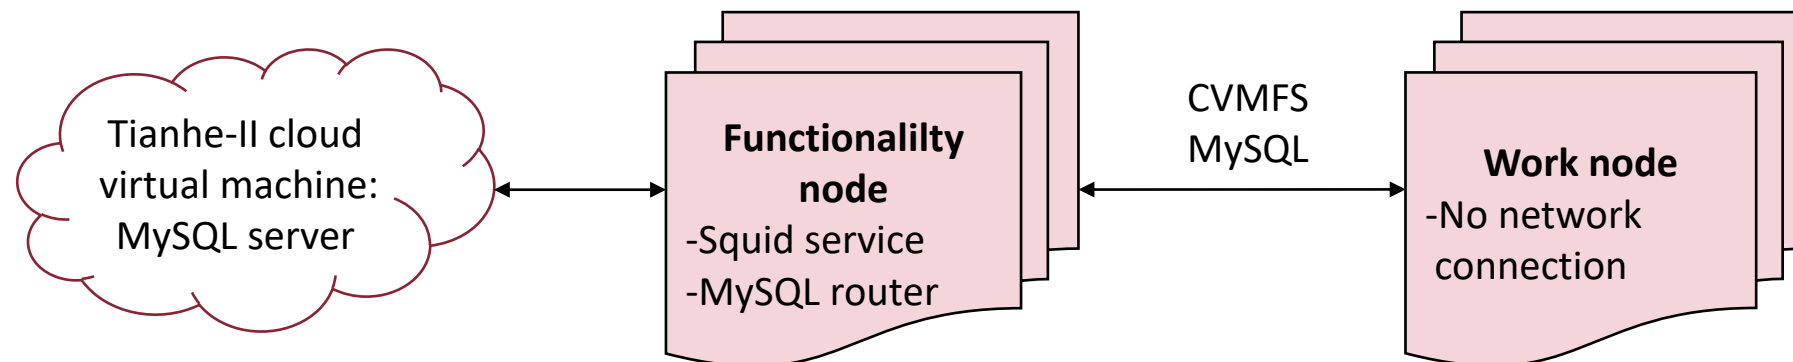 Tianhe-II cloud
virtual machine:
MySQL server
Functionalilty
node
-Squid service
-MySQL router
CVMFS
MySQL
Work node
-No network
connection